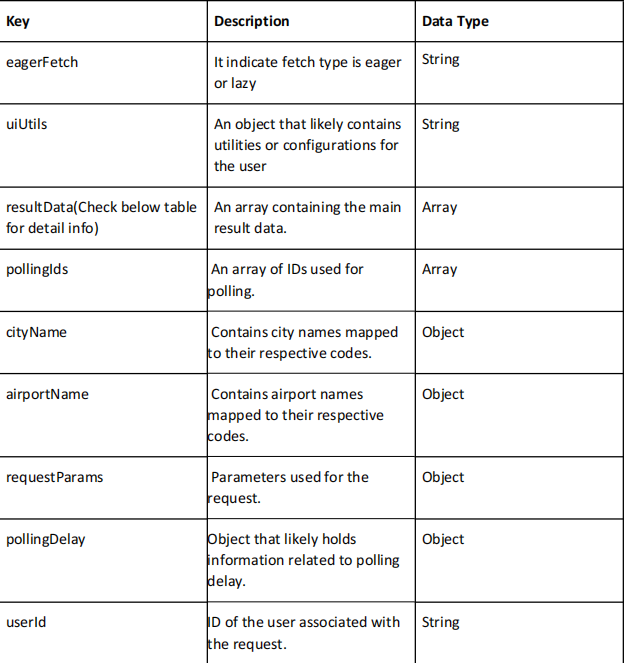 Key Description Data Type
eagerFetch It indicate fetch type is eager String
or lazy
uiUtils An object that likely contains String
utilities or configurations for
the user
resultData(Check below table An array containing the main Array
for detail info) result data.
pollingIds An array of IDs used for Array
polling.
cityName Contains city names mapped Object
to their respective codes.
airportName Contains airport names Object
mapped to their respective
codes.
requestParams Parameters used for the Object
request.
pollingDelay Object that likely holds Object
information related to polling
delay.
userId ID of the user associated with String
the request.